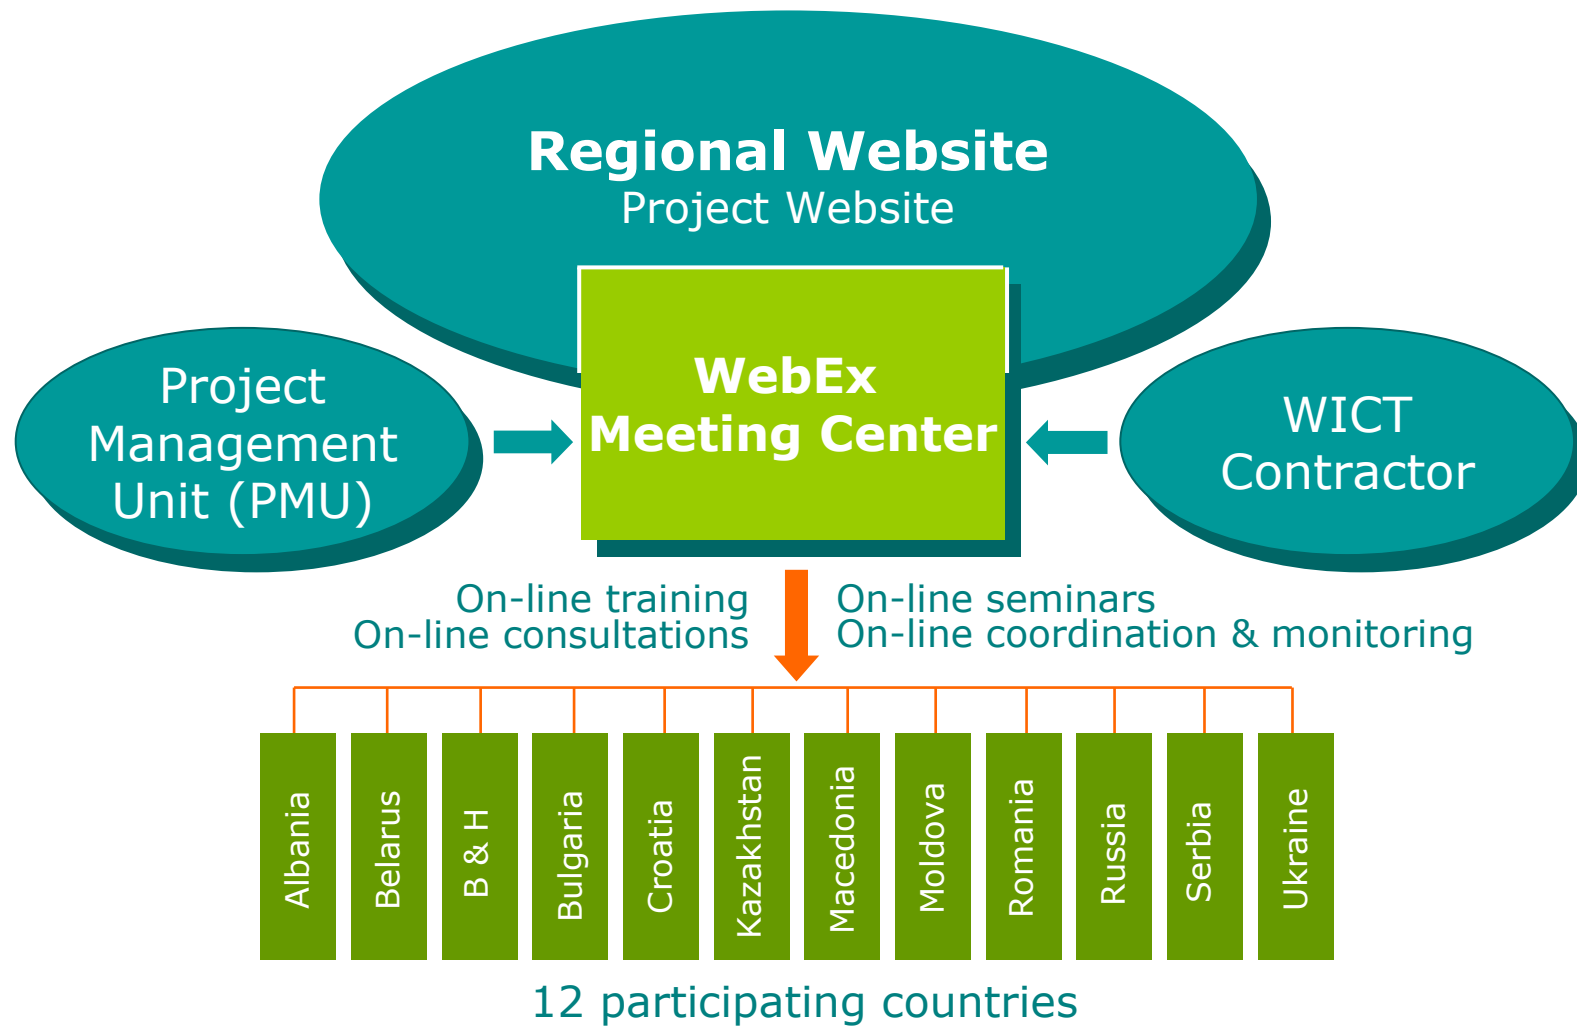 Regional Website
Project Website
WebEx
Meeting Center
Project
Management
Unit (PMU)
WICT
Contractor
On-line training
On-line consultations
On-line seminars
On-line coordination & monitoring
Albania
Belarus
B & H
Bulgaria
Croatia
Kazakhstan
Macedonia
Moldova
Romania
Russia
Serbia
Ukraine
12 participating countries